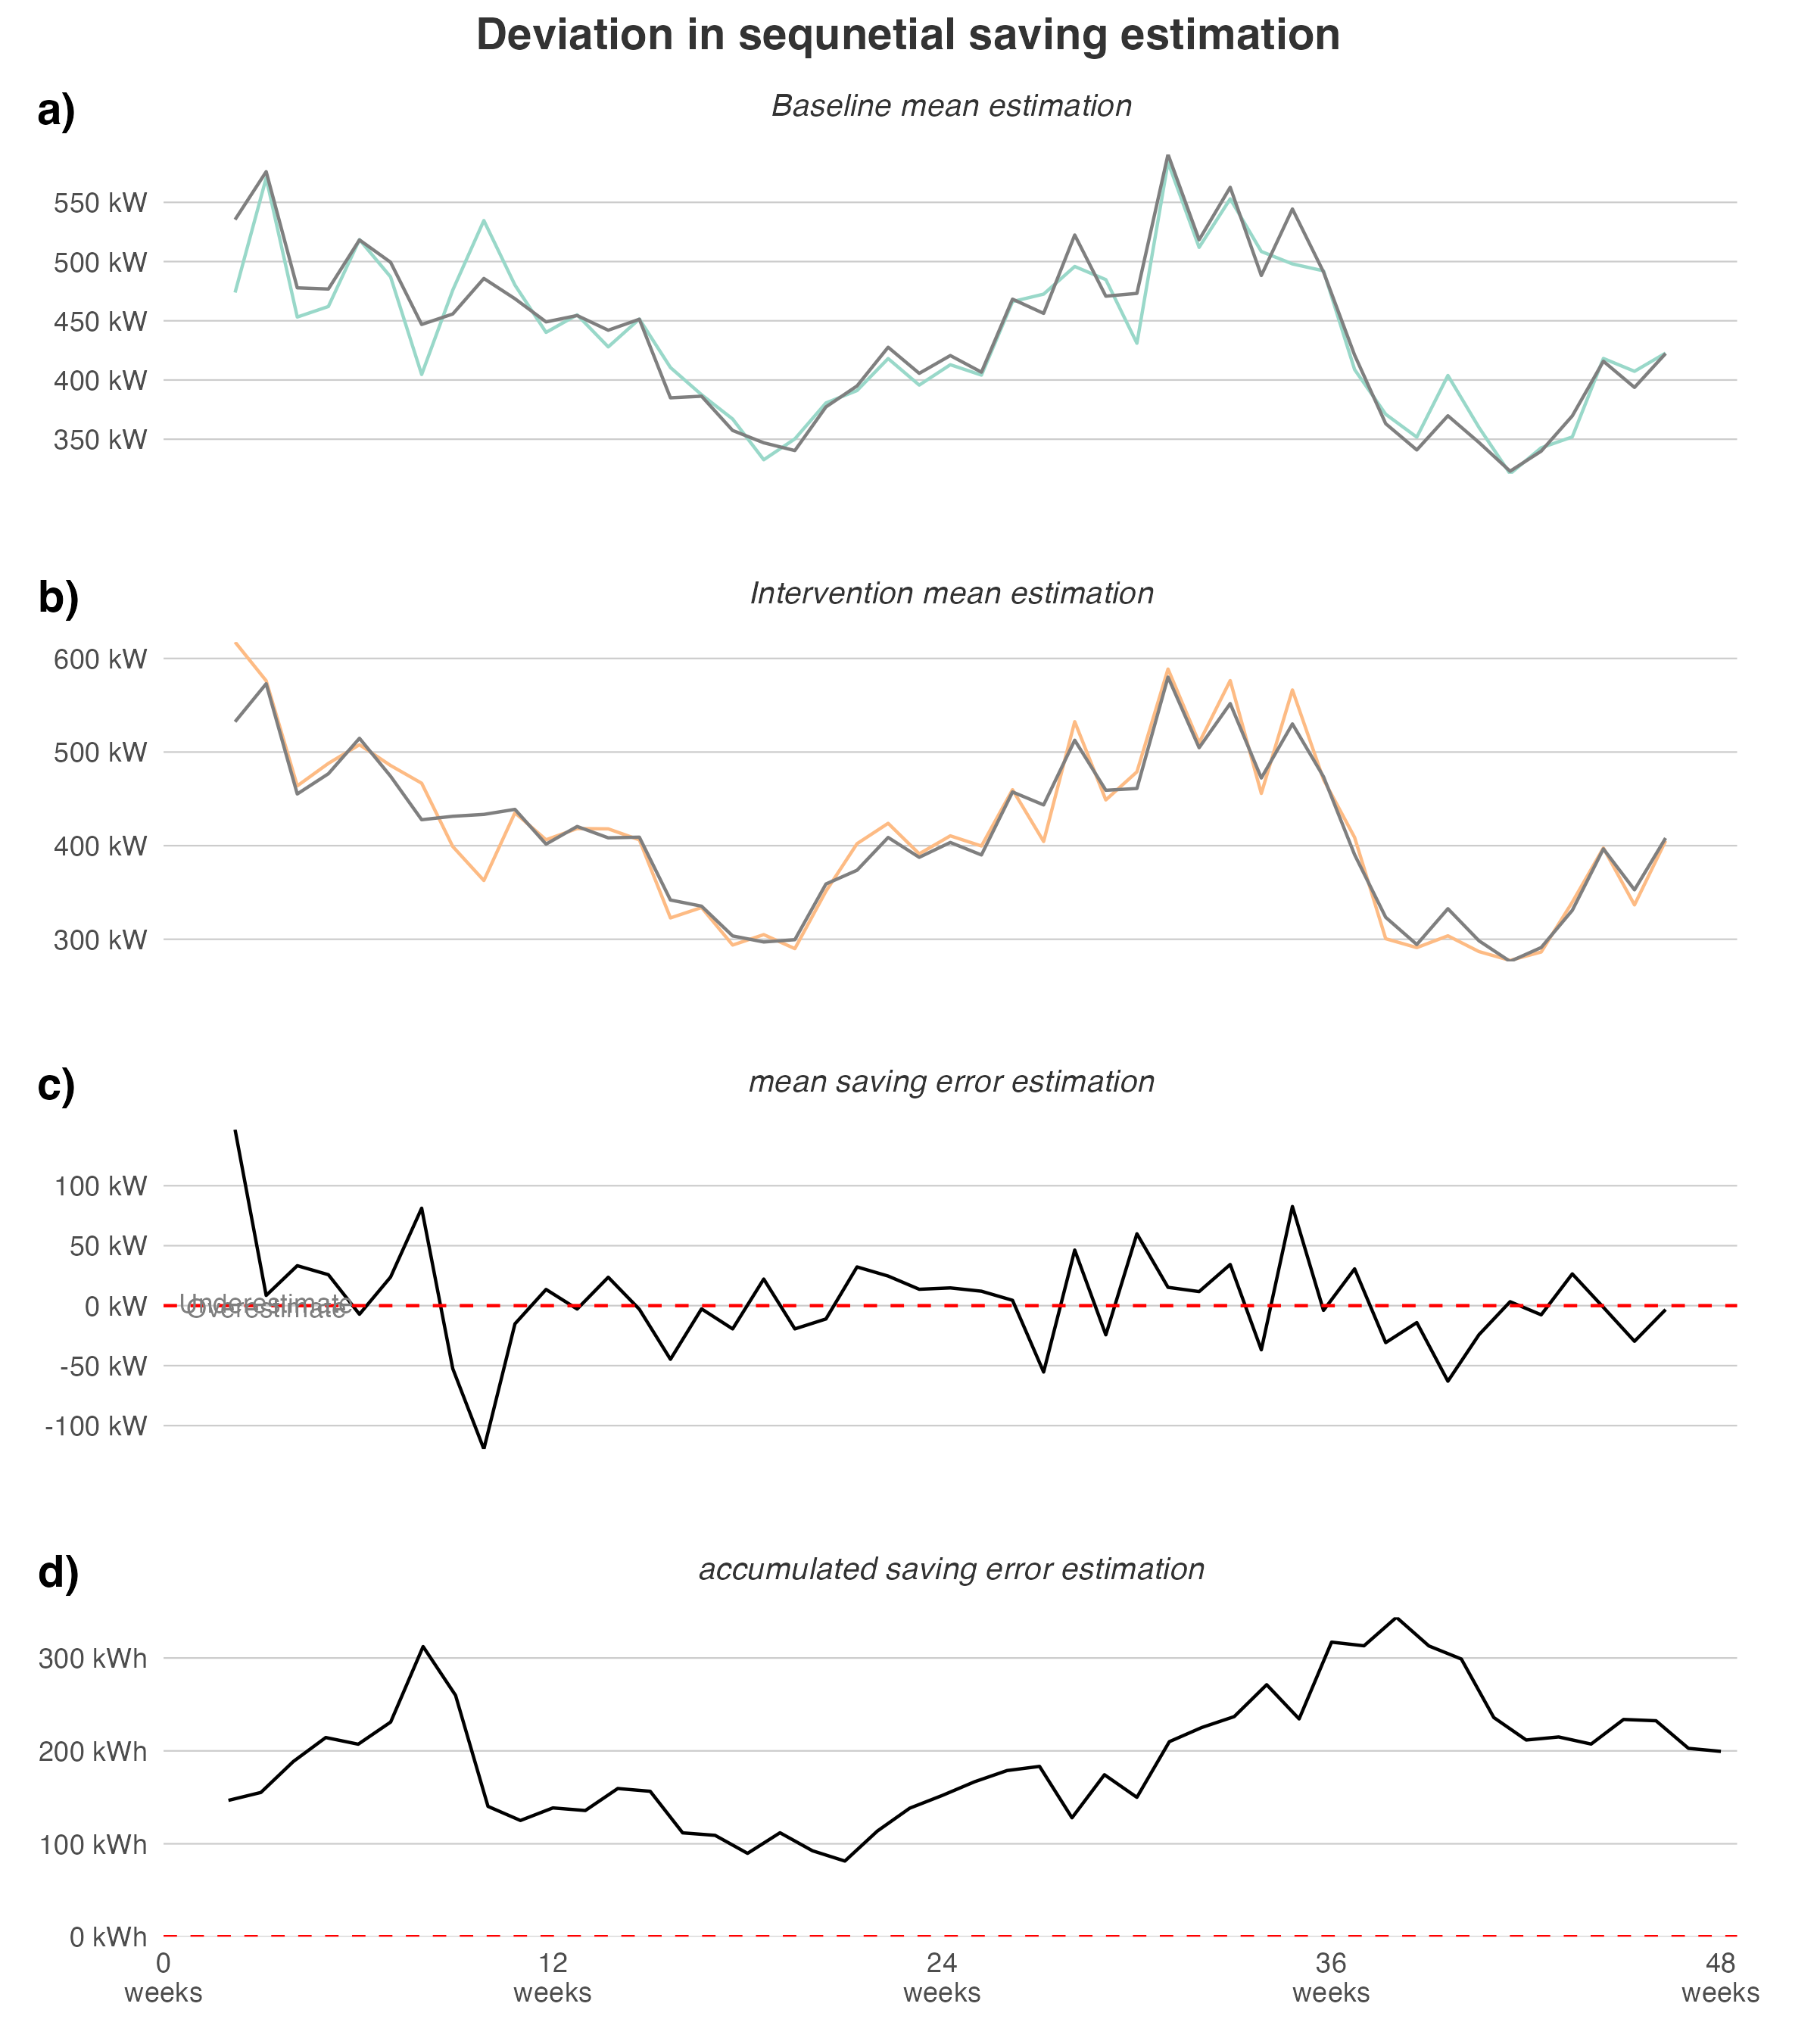 Deviation in sequnetial saving estimation
a)
Baseline mean estimation
550 kW
500 kW
450 kW
400 kW
350 kW
b)
Intervention mean estimation
600 kW
500 kW
400 kW
300 kW
c)
mean saving error estimation
100 kW
50 kW
0 kW
Underestimate
Overestimate
-50 kW
-100 kW
d)
accumulated saving error estimation
300 kWh
200 kWh
100 kWh
0 kWh
0 12 24 36 48
weeks weeks weeks weeks weeks